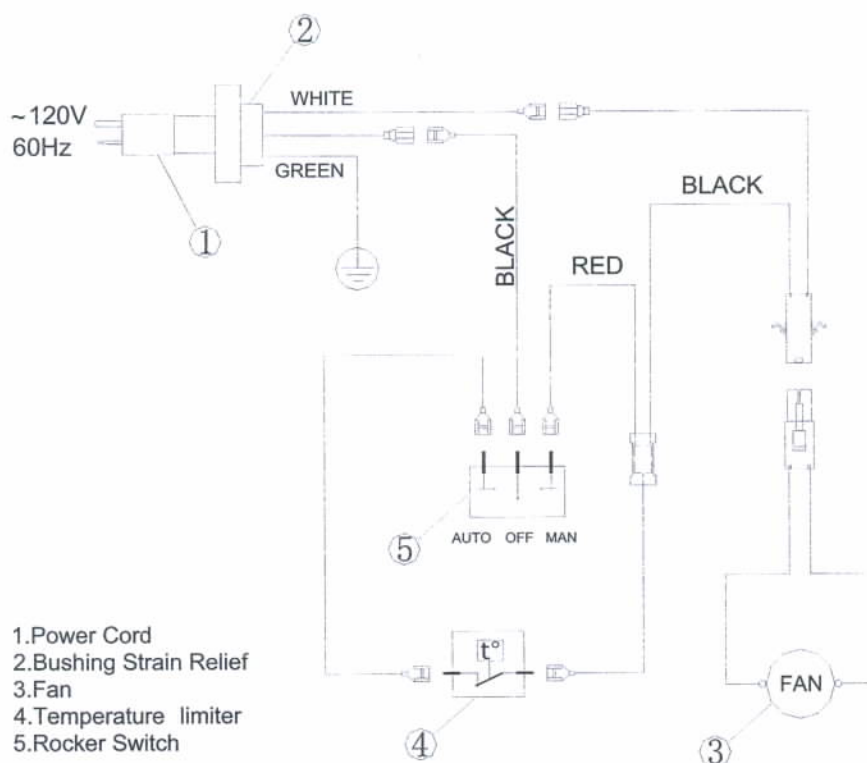 2
WHITE
~120V
60Hz
GREEN
1
BLACK
BLACK
RED
5
AUTO OFF MAN
1.Power Cord
2.Bushing Strain Relief
3.Fan
4.Temperature limiter
5.Rocker Switch
t°
FAN
4
3